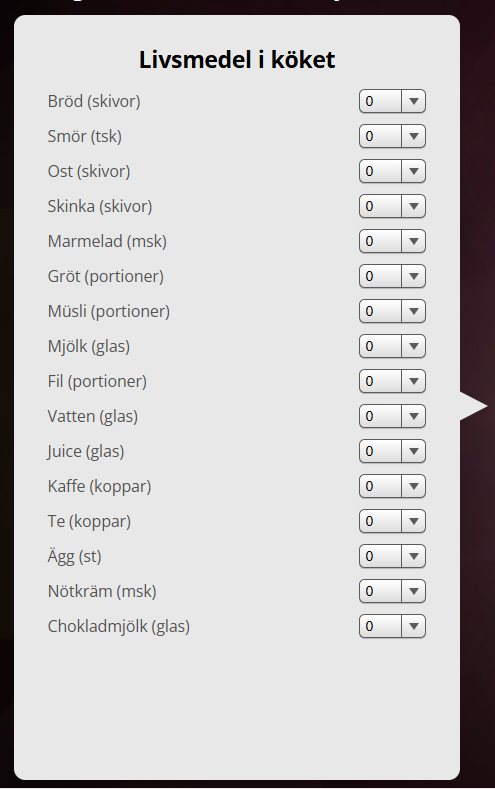 Livsmedel i köket
Bröd (skivor) 0
Smör (tsk) 0
Ost (skivor) 0
Skinka (skivor) 0
Marmelad (msk) 0
Gröt (portioner) 0
Müsli (portioner) 0
Mjölk (glas) 0
Fil (portioner) 0
Vatten (glas) 0
Juice (glas) 0
Kaffe (koppar) 0
Te (koppar) 0
Ägg (st) 0
Nötkräm (msk) 0
Chokladmjölk (glas) 0